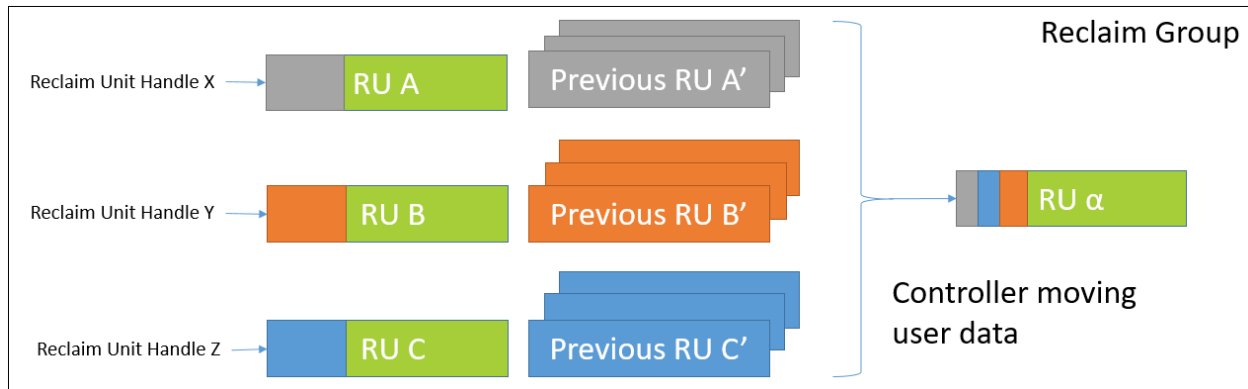 Reclaim Group
Reclaim Unit Handle X
RU A
Previous RU A’
Reclaim Unit Handle Y
RU B
Previous RU B’
RU α
Reclaim Unit Handle Z
RU C
Previous RU C’
Controller moving
user data